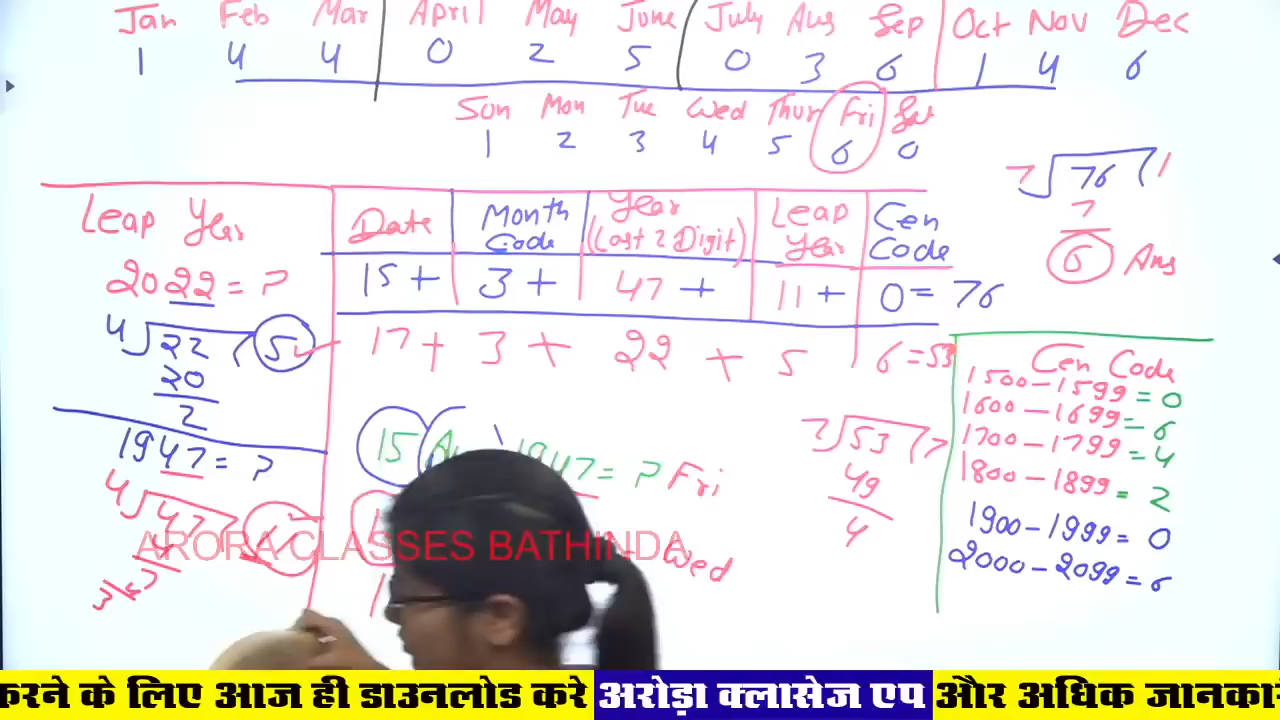 Jan Feb Mar April May June July Aug Sep Oct Nov Dec
1 4 4 0 2 5 0 3 6 1 4 6
Sun Mon Tue Wed Thur Fri Sat
1 2 3 4 5 6 0
7 76
7
6 Ans
Leap Year
2022 = ?
4 22 5
20
2
1947 = ?
4 47
Date Month Code Year (Last 2 Digit) Leap Year Cen Code
15 + 3 + 47 + 11 + 0 = 76
17 + 3 + 22 + 5 6 = 53
15 1947 = ? Fri
Wed
7 53 7
49
4
Cen Code
1500 - 1599 = 0
1600 - 1699 = 6
1700 - 1799 = 4
1800 - 1899 = 2
1900 - 1999 = 0
2000 - 2099 = 6
ARORA CLASSES BATHINDA
करने के लिए आज ही डाउनलोड करे अरोड़ा क्लासेज एप और अधिक जानका